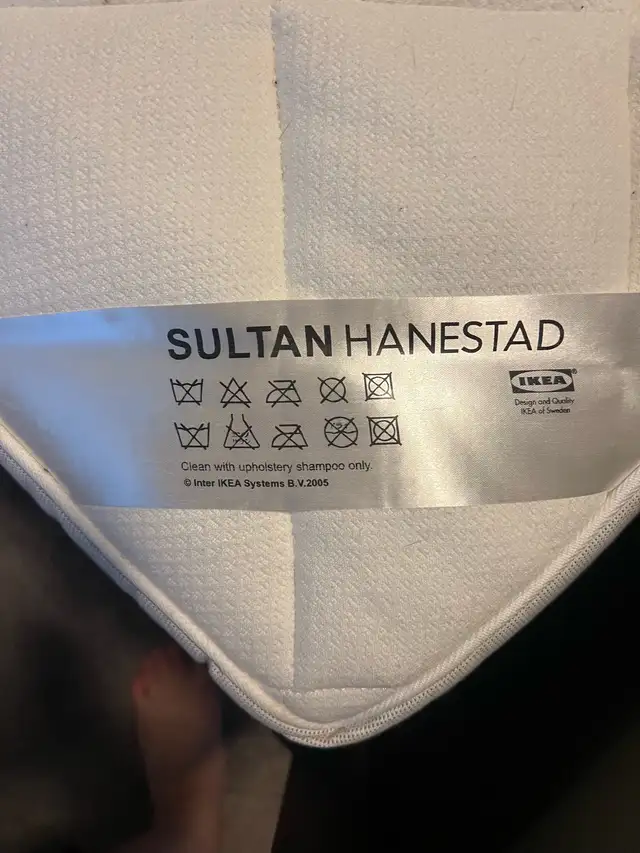 SULTAN HANESTAD
IKEA®
Design and Quality
IKEA of Sweden
Clean with upholstery shampoo only.
© Inter IKEA Systems B.V.2005